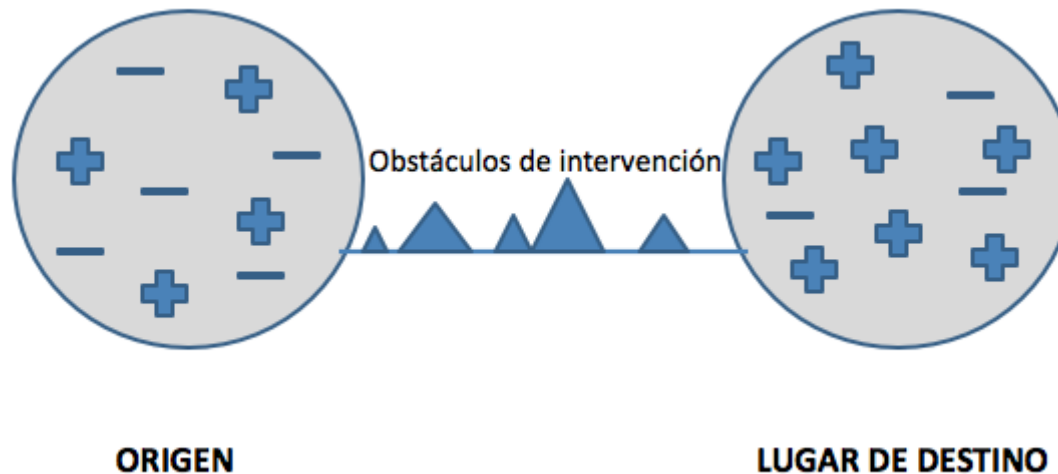 Obstáculos de intervención
ORIGEN
LUGAR DE DESTINO